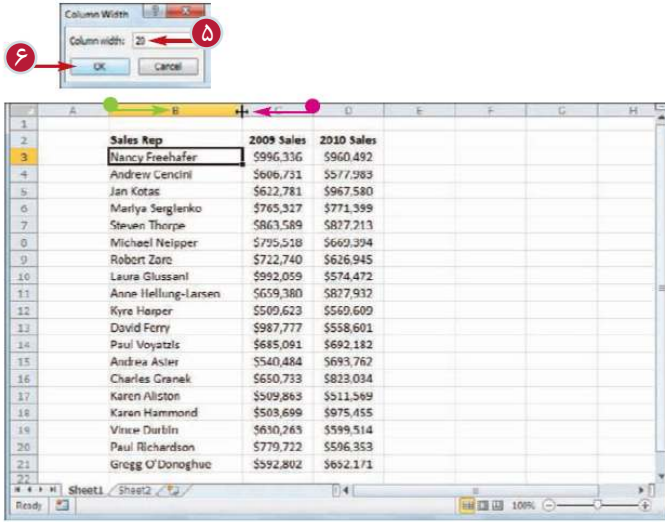 Column Width
Column width: 20
۵
۶
OK Cancel
A B C D E F G H
1
2 Sales Rep 2009 Sales 2010 Sales
3 Nancy Freehafer $996,336 $960,492
4 Andrew Cencini $606,731 $577,983
5 Jan Kotas $622,781 $967,580
6 Mariya Sergienko $765,327 $771,399
7 Steven Thorpe $863,589 $827,213
8 Michael Neipper $795,518 $669,394
9 Robert Zare $722,740 $626,945
10 Laura Giussani $992,059 $574,472
11 Anne Hellung-Larsen $659,380 $827,932
12 Kyra Harper $509,623 $569,609
13 David Ferry $987,777 $558,601
14 Paul Voyatzis $685,091 $692,182
15 Andrea Aster $540,484 $693,762
16 Charles Granek $650,733 $823,034
17 Karen Aliston $509,863 $511,569
18 Karen Hammond $503,699 $975,455
19 Vince Durbin $630,263 $599,514
20 Paul Richardson $779,722 $596,353
21 Gregg O'Donoghue $592,802 $652,171
22
Sheet1 Sheet2
Ready 100%